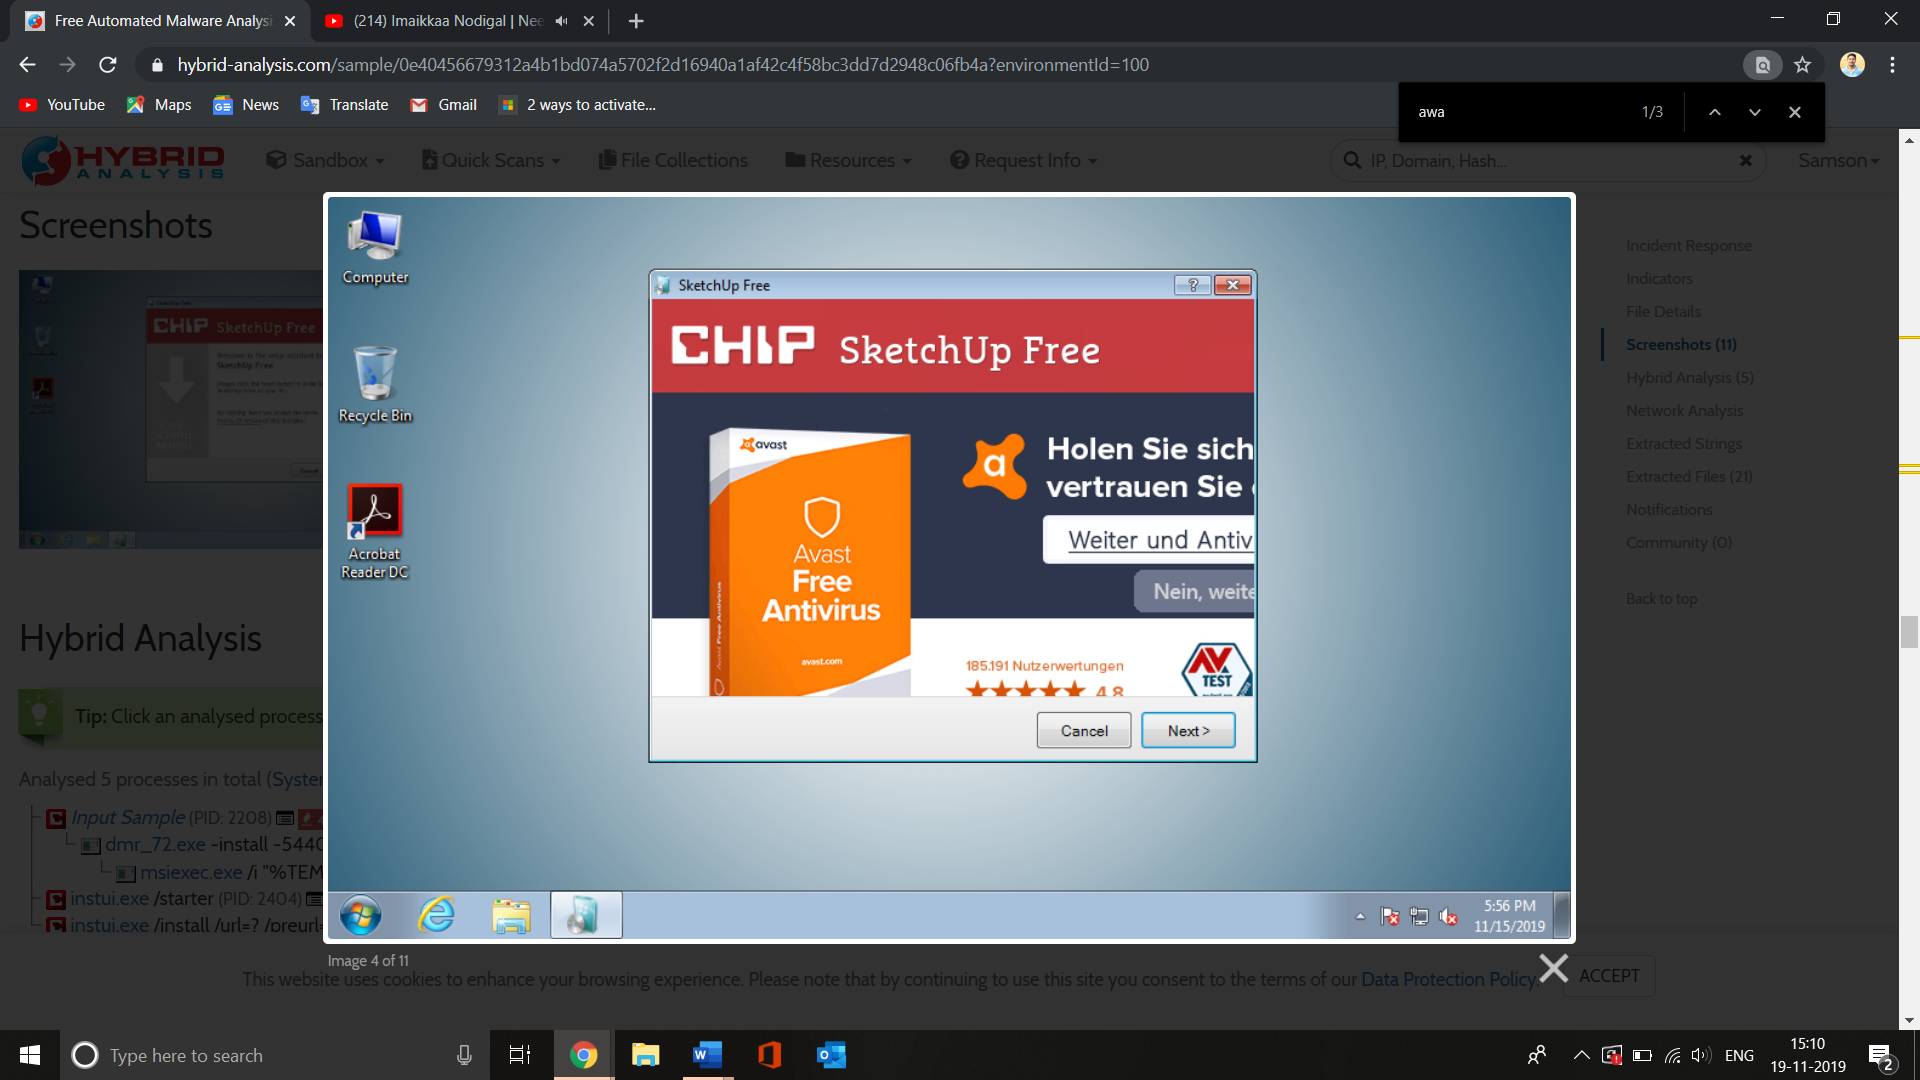 Free Automated Malware Analysi
(214) Imaikkaa Nodigal | Nee
hybrid-analysis.com/sample/0e40456679312a4b1bd074a5702f2d16940a1af42c4f58bc3dd7d2948c06fb4a?environmentId=100
YouTube
Maps
News
Translate
Gmail
2 ways to activate...
awa
1/3
HYBRID
ANALYSIS
Sandbox
Quick Scans
File Collections
Resources
Request Info
IP, Domain, Hash...
Samson
Screenshots
Computer
Recycle Bin
Acrobat
Reader DC
SketchUp Free
CHIP SketchUp Free
avast
Avast
Free
Antivirus
avast.com
Holen Sie sich
vertrauen Sie
Weiter und Antiv
Nein, weite
185.191 Nutzerwertungen
4.8
AV
TEST
Cancel
Next >
5:56 PM
11/15/2019
Incident Response
Indicators
File Details
Screenshots (11)
Hybrid Analysis (5)
Network Analysis
Extracted Strings
Extracted Files (21)
Notifications
Community (0)
Back to top
Hybrid Analysis
Tip: Click an analysed process
Analysed 5 processes in total (System
Input Sample (PID: 2208)
dmr_72.exe -install -5440
msiexec.exe /i "%TEM
instui.exe /starter (PID: 2404)
instui.exe /install /url=? /preurl=
Image 4 of 11
This website uses cookies to enhance your browsing experience. Please note that by continuing to use this site you consent to the terms of our Data Protection Policy.
ACCEPT
Type here to search
ENG
15:10
19-11-2019
2